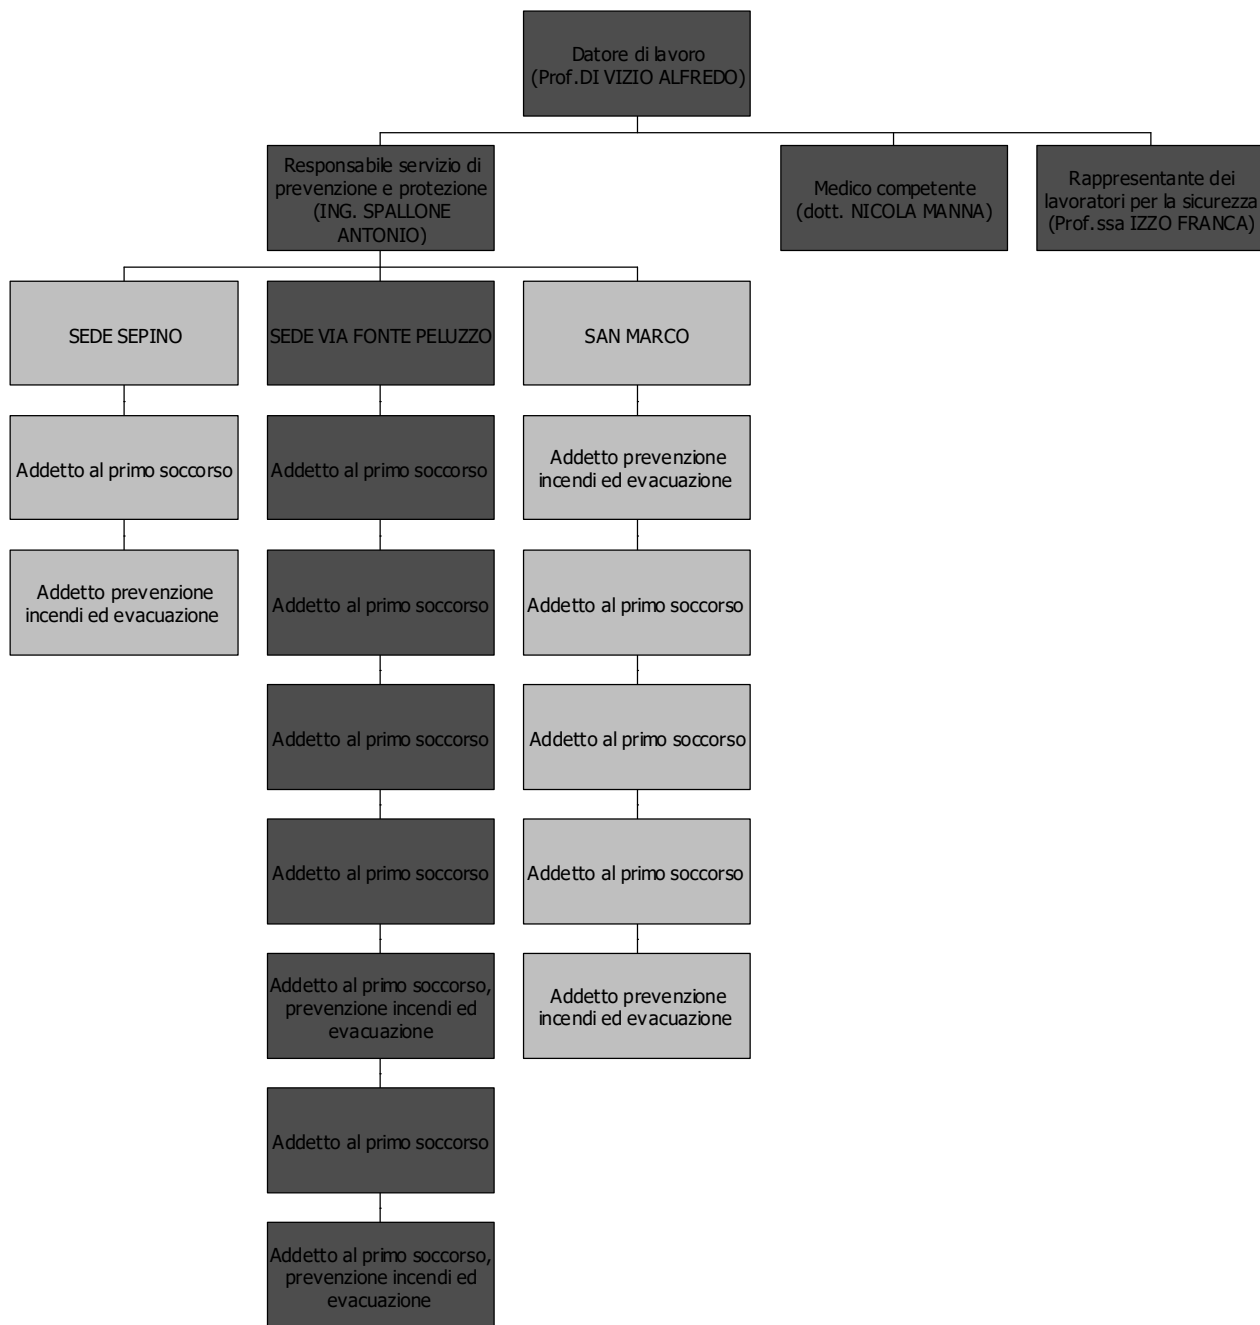 Datore di lavoro
(Prof.DI VIZIO ALFREDO)
Responsabile servizio di
prevenzione e protezione
(ING. SPALLONE
ANTONIO)
Medico competente
(dott. NICOLA MANNA)
Rappresentante dei
lavoratori per la sicurezza
(Prof.ssa IZZO FRANCA)
SEDE SEPINO
SEDE VIA FONTE PELUZZO
SAN MARCO
Addetto al primo soccorso
Addetto al primo soccorso
Addetto prevenzione
incendi ed evacuazione
Addetto prevenzione
incendi ed evacuazione
Addetto al primo soccorso
Addetto al primo soccorso
Addetto al primo soccorso
Addetto al primo soccorso
Addetto al primo soccorso
Addetto al primo soccorso
Addetto al primo soccorso,
prevenzione incendi ed
evacuazione
Addetto prevenzione
incendi ed evacuazione
Addetto al primo soccorso
Addetto al primo soccorso,
prevenzione incendi ed
evacuazione